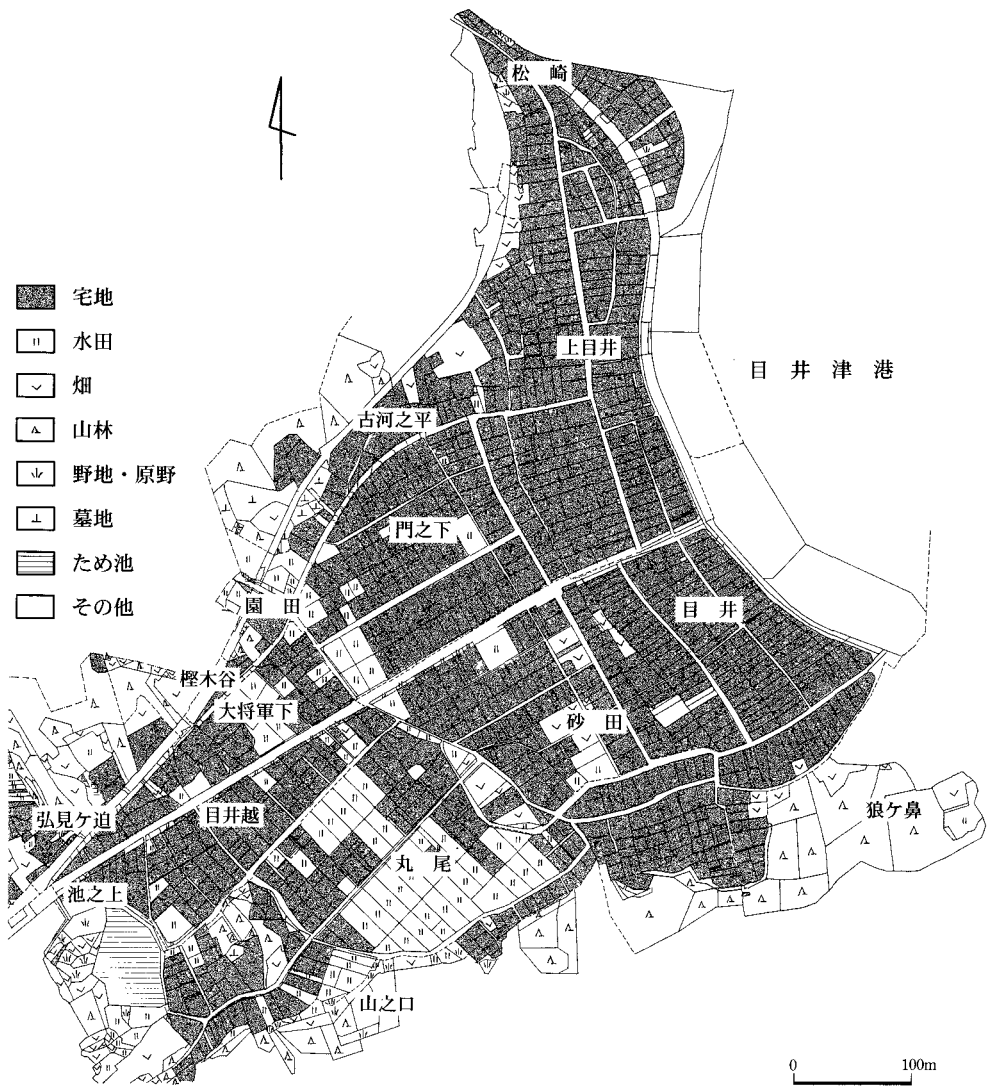 松崎
宅地
水田
畑
山林
野地・原野
墓地
ため池
その他
上目井
目井津港
古河之平
門之下
園田
目井
樫木谷
大将軍下
砂田
弘見ケ迫
目井越
丸尾
狼ケ鼻
池之上
山之口
0 100m